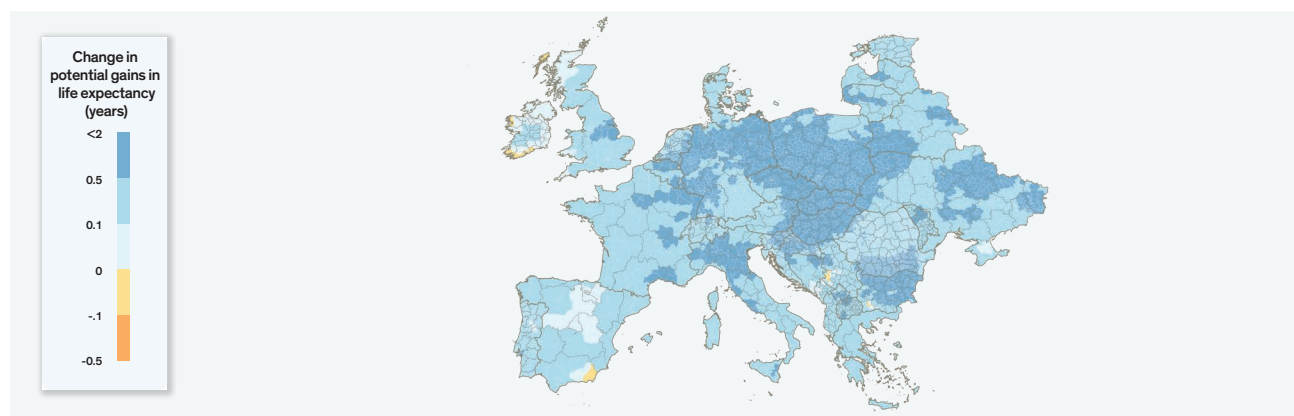 Change in
potential gains in
life expectancy
(years)
<2
0.5
0.1
0
-.1
-0.5